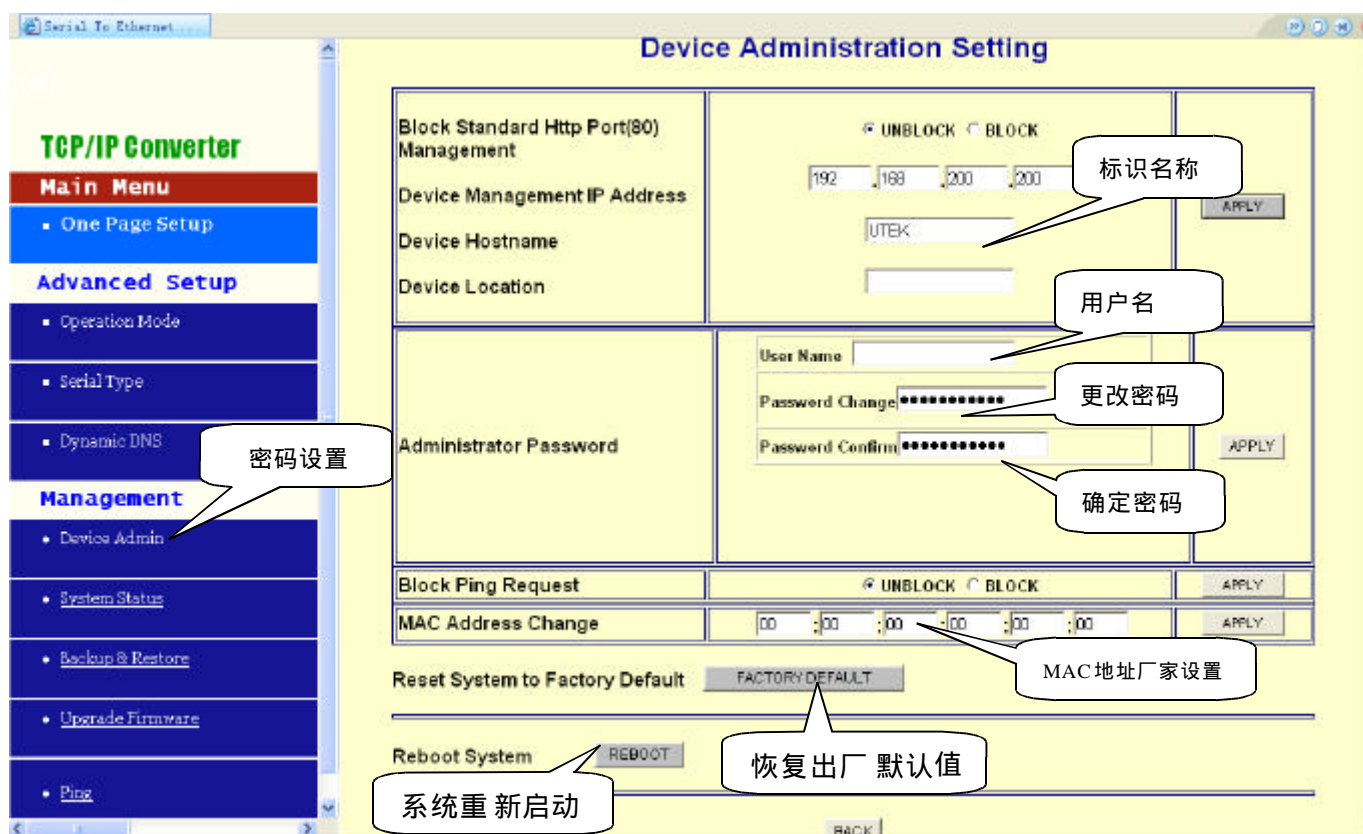 Serial To Ethernet....
Device Administration Setting
TCP/IP Converter
Main Menu
One Page Setup
Advanced Setup
Operation Mode
Serial Type
Dynamic DNS
密码设置
Management
Device Admin
System Status
Backup & Restore
Upgrade Firmware
Ping
Block Standard Http Port(80) Management
UNBLOCK BLOCK
标识名称
Device Management IP Address
192 .168 .200 .200
APPLY
Device Hostname
UTEK
Device Location
用户名
User Name
Password Change
更改密码
Administrator Password
Password Confirm
APPLY
确定密码
Block Ping Request
UNBLOCK BLOCK
APPLY
MAC Address Change
00 :00 :00 :00 :00 :00
APPLY
MAC地址厂家设置
Reset System to Factory Default
FACTORY DEFAULT
恢复出厂 默认值
Reboot System
REBOOT
系统重 新启动
BACK